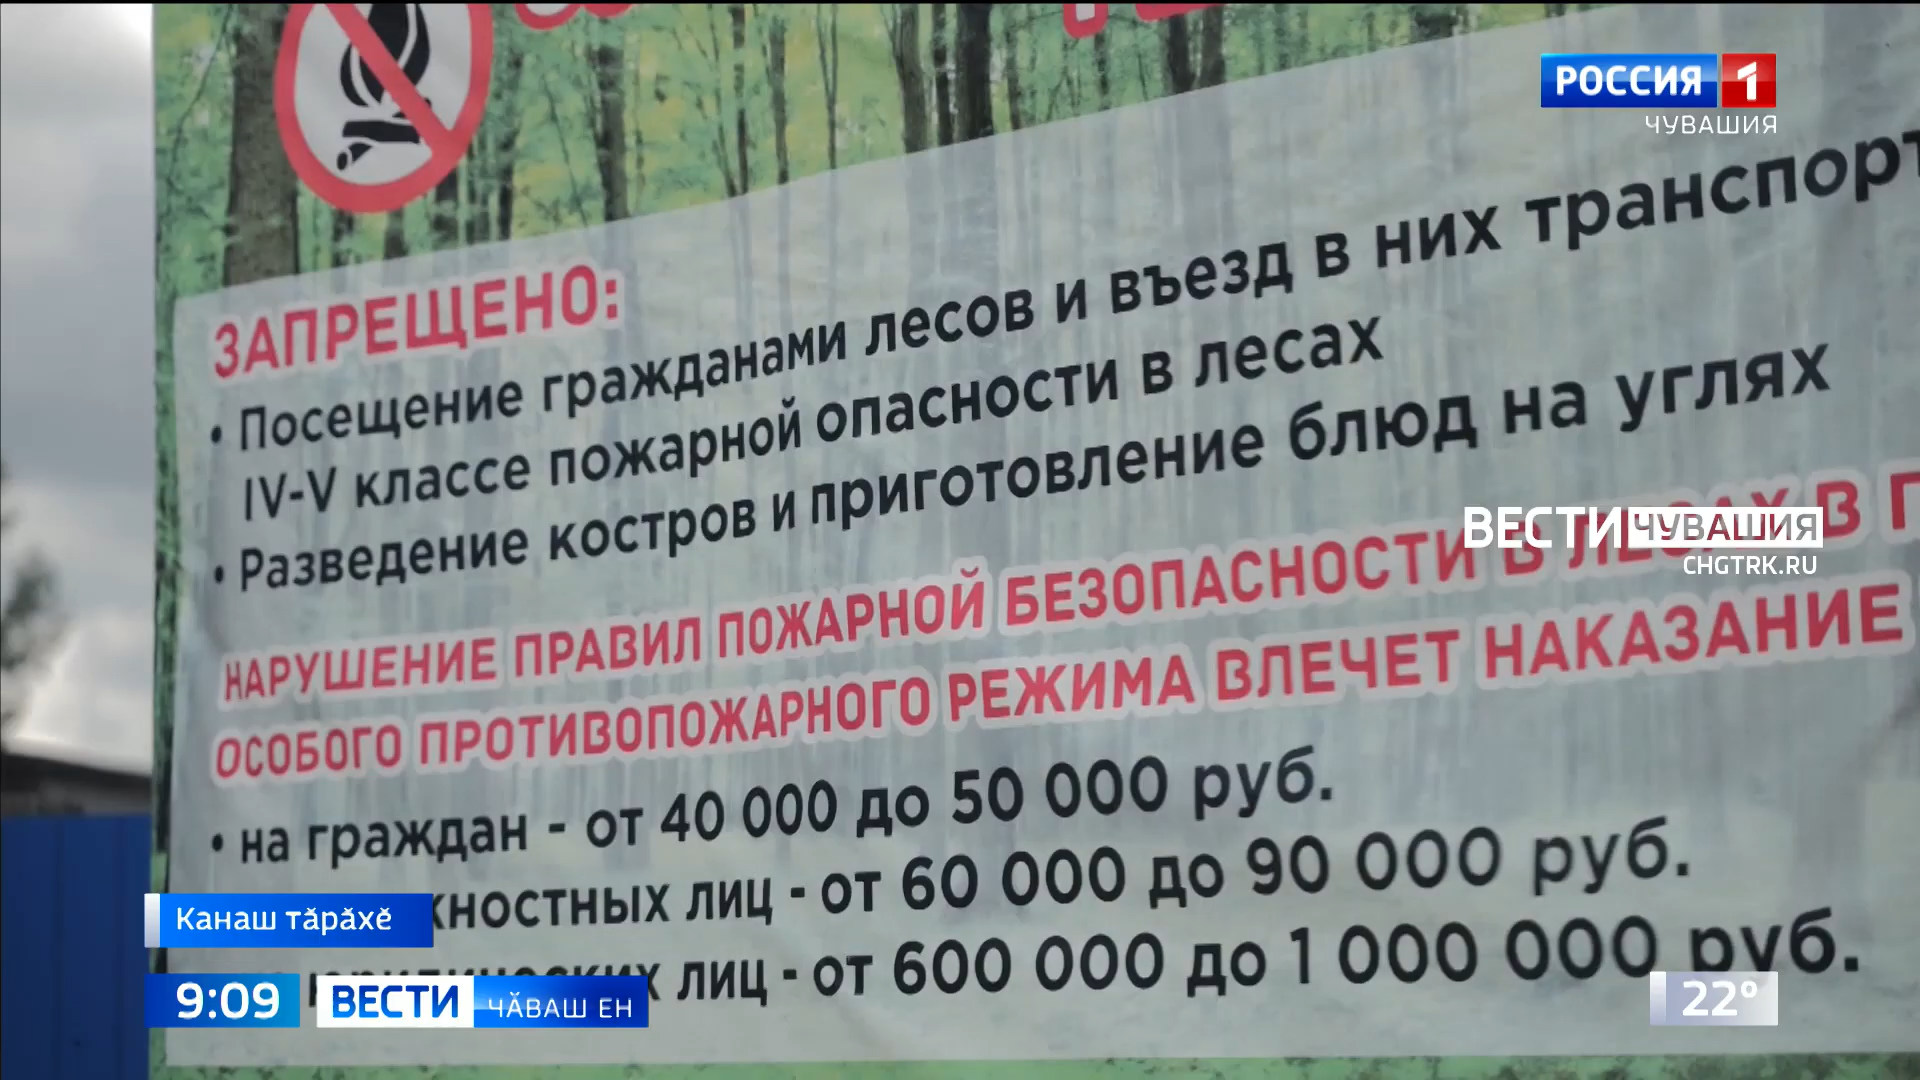 РОССИЯ 1
ЧУВАШИЯ
ЗАПРЕЩЕНО:
• Посещение гражданами лесов и въезд в них транспорт
IV-V классе пожарной опасности в лесах
• Разведение костров и приготовление блюд на углях
НАРУШЕНИЕ ПРАВИЛ ПОЖАРНОЙ БЕЗОПАСНОСТИ В ЛЕСАХ В
ОСОБОГО ПРОТИВОПОЖАРНОГО РЕЖИМА ВЛЕЧЕТ НАКАЗАНИЕ
ВЕСТИ ЧУВАШИЯ
CHGTRK.RU
• на граждан - от 40 000 до 50 000 руб.
жностных лиц - от 60 000 до 90 000 руб.
юридических лиц - от 600 000 до 1 000 000 руб.
Канаш тӑрӑхӗ
9:09 ВЕСТИ ЧӐВАШ ЕН
22°